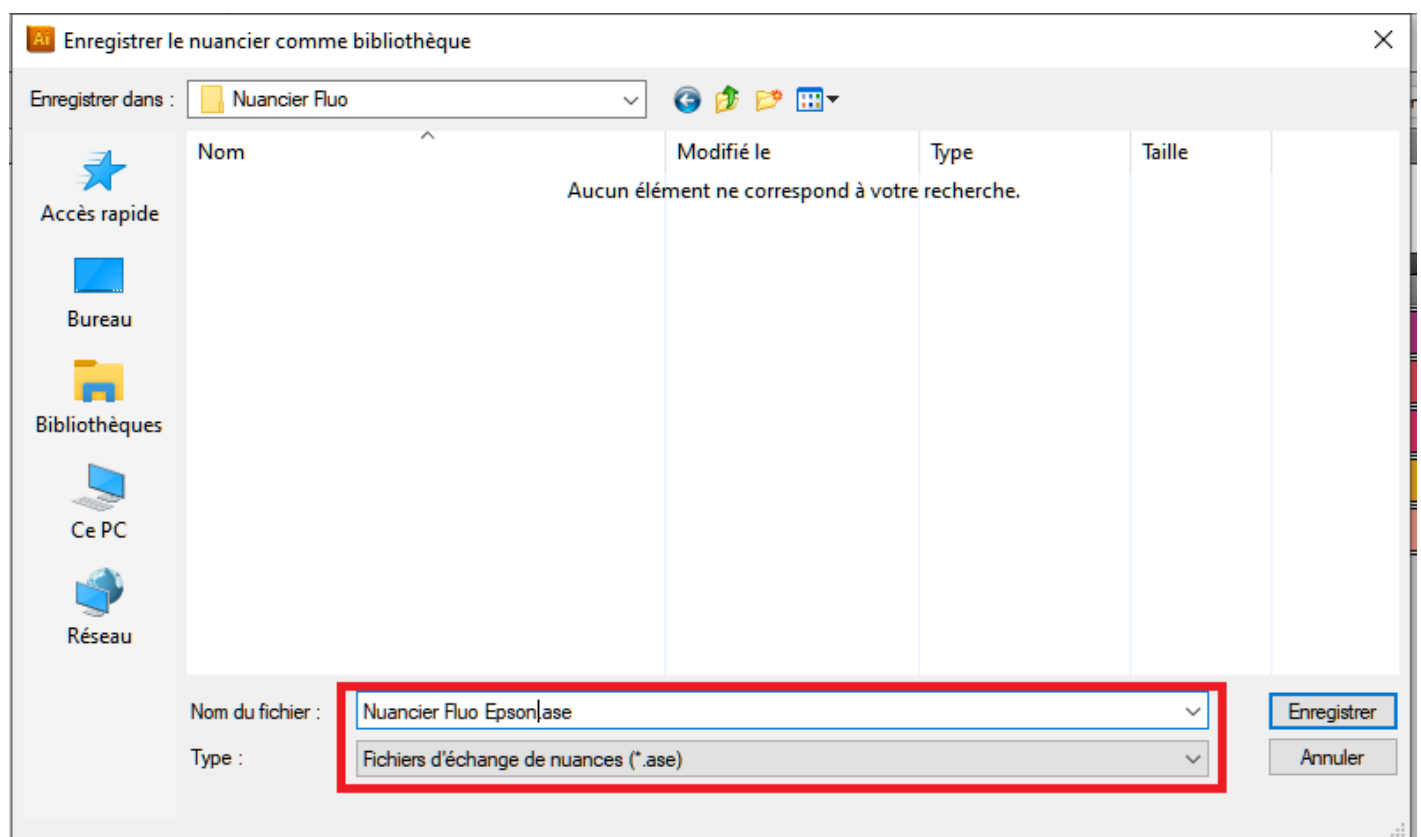 Ai Enregistrer le nuancier comme bibliothèque
Enregistrer dans : Nuancier Fluo
Nom Modifié le Type Taille
Aucun élément ne correspond à votre recherche.
Accès rapide
Bureau
Bibliothèques
Ce PC
Réseau
Nom du fichier : Nuancier Fluo Epson.ase Enregistrer
Type : Fichiers d'échange de nuances (*.ase) Annuler